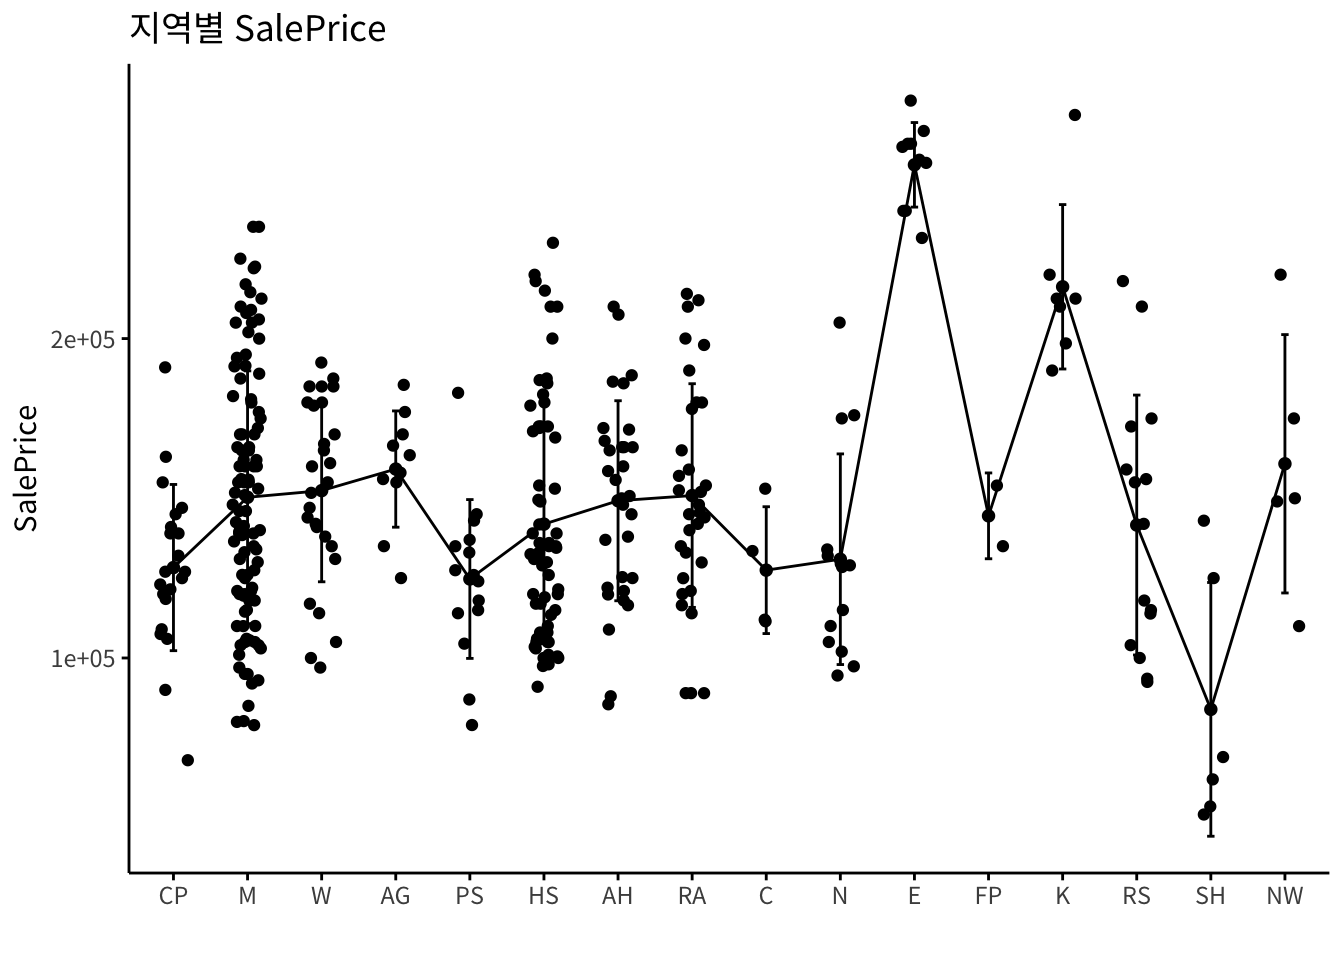 지역별 SalePrice
SalePrice
2e+05
1e+05
CP M W AG PS HS AH RA C N E FP K RS SH NW